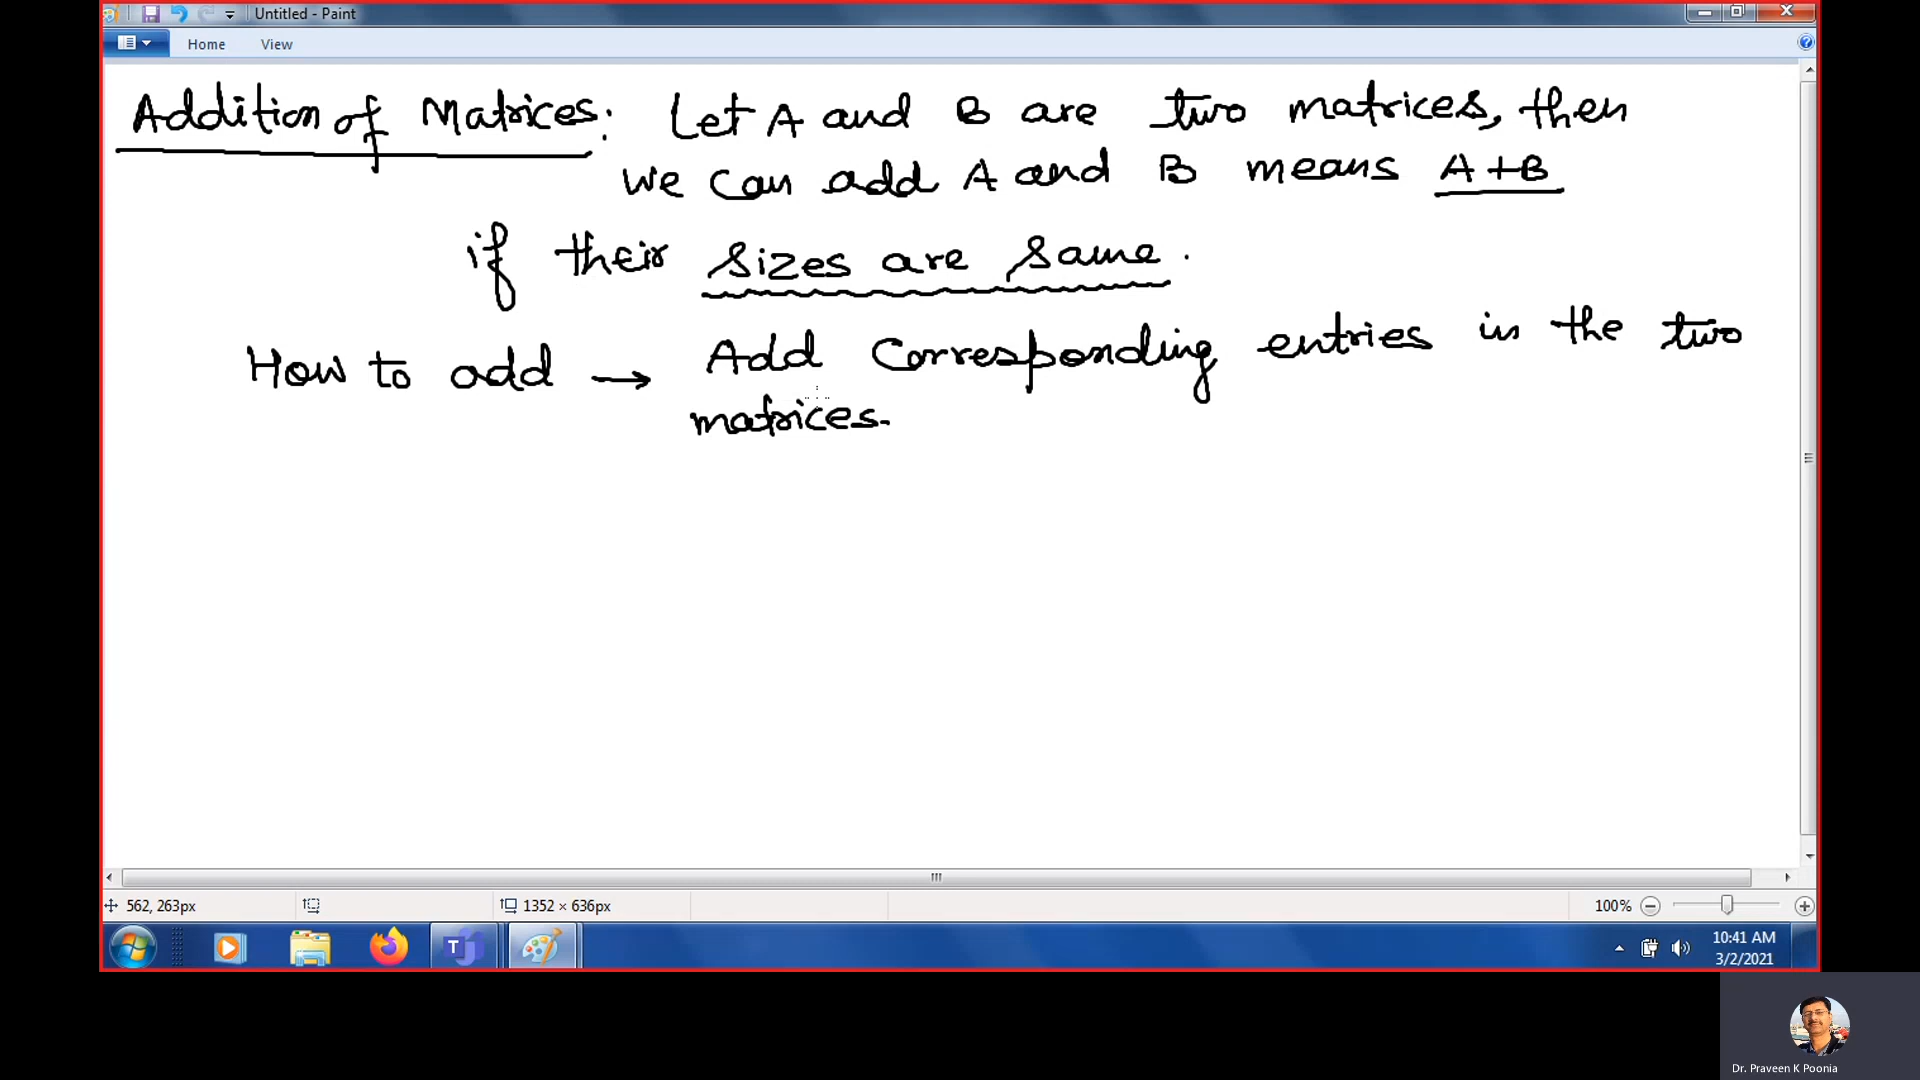 Untitled - Paint
Home View
Addition of Matrices: Let A and B are two matrices, then
we can add A and B means A+B
if their sizes are same.
How to add → Add Corresponding entries in the two
matrices.
562, 263px
1352 × 636px
100%
10:41 AM
3/2/2021
Dr. Praveen K Poonia